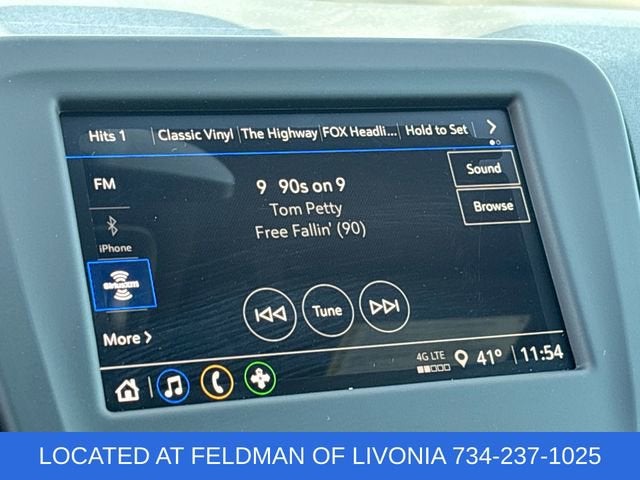 Hits 1 Classic Vinyl The Highway FOX Headli... Hold to Set
FM
9 90s on 9
Sound
Tom Petty
Browse
Free Fallin' (90)
iPhone
SiriusXM
Tune
More
4G LTE 41° 11:54
LOCATED AT FELDMAN OF LIVONIA 734-237-1025